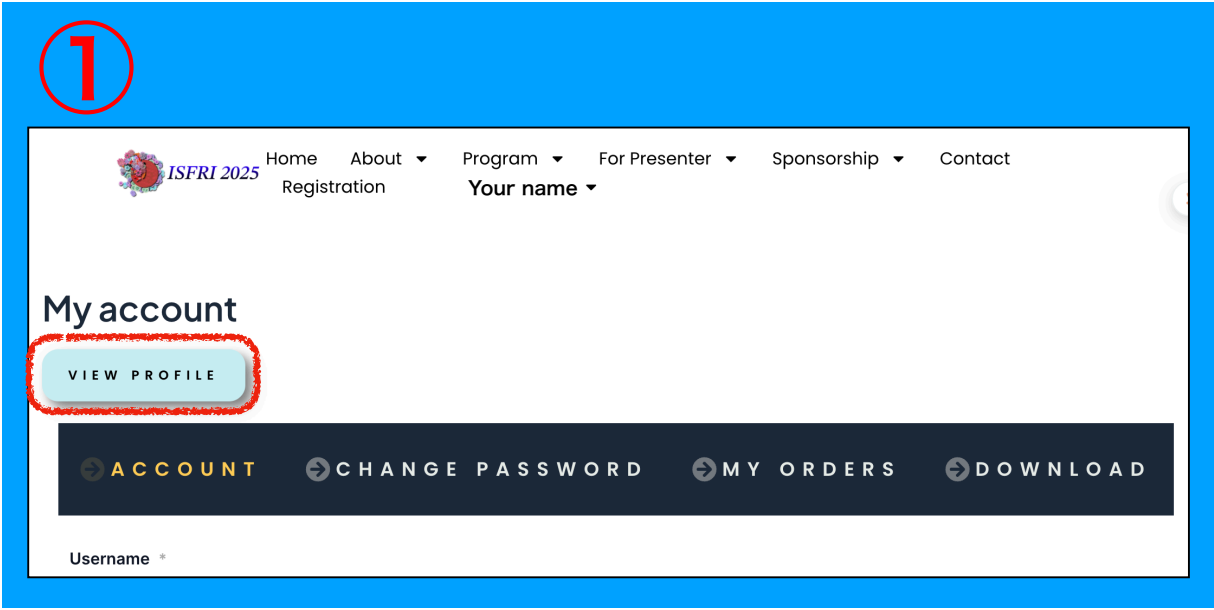 ①
Home About Program For Presenter Sponsorship Contact
ISFRI 2025
Registration Your name
My account
VIEW PROFILE
ACCOUNT CHANGE PASSWORD MY ORDERS DOWNLOAD
Username *